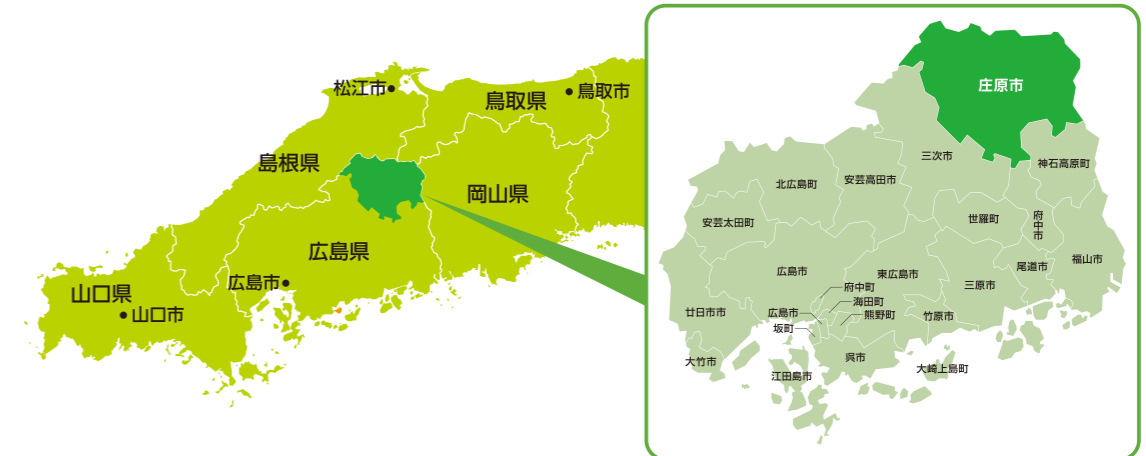 松江市
鳥取県
鳥取市
島根県
岡山県
広島県
広島市
山口県
山口市
庄原市
三次市
神石高原町
北広島町
安芸高田市
安芸太田町
世羅町
府中市
広島市
東広島市
尾道市
福山市
三原市
府中町
海田町
廿日市市
広島市
熊野町
竹原市
坂町
大竹市
呉市
江田島市
大崎上島町